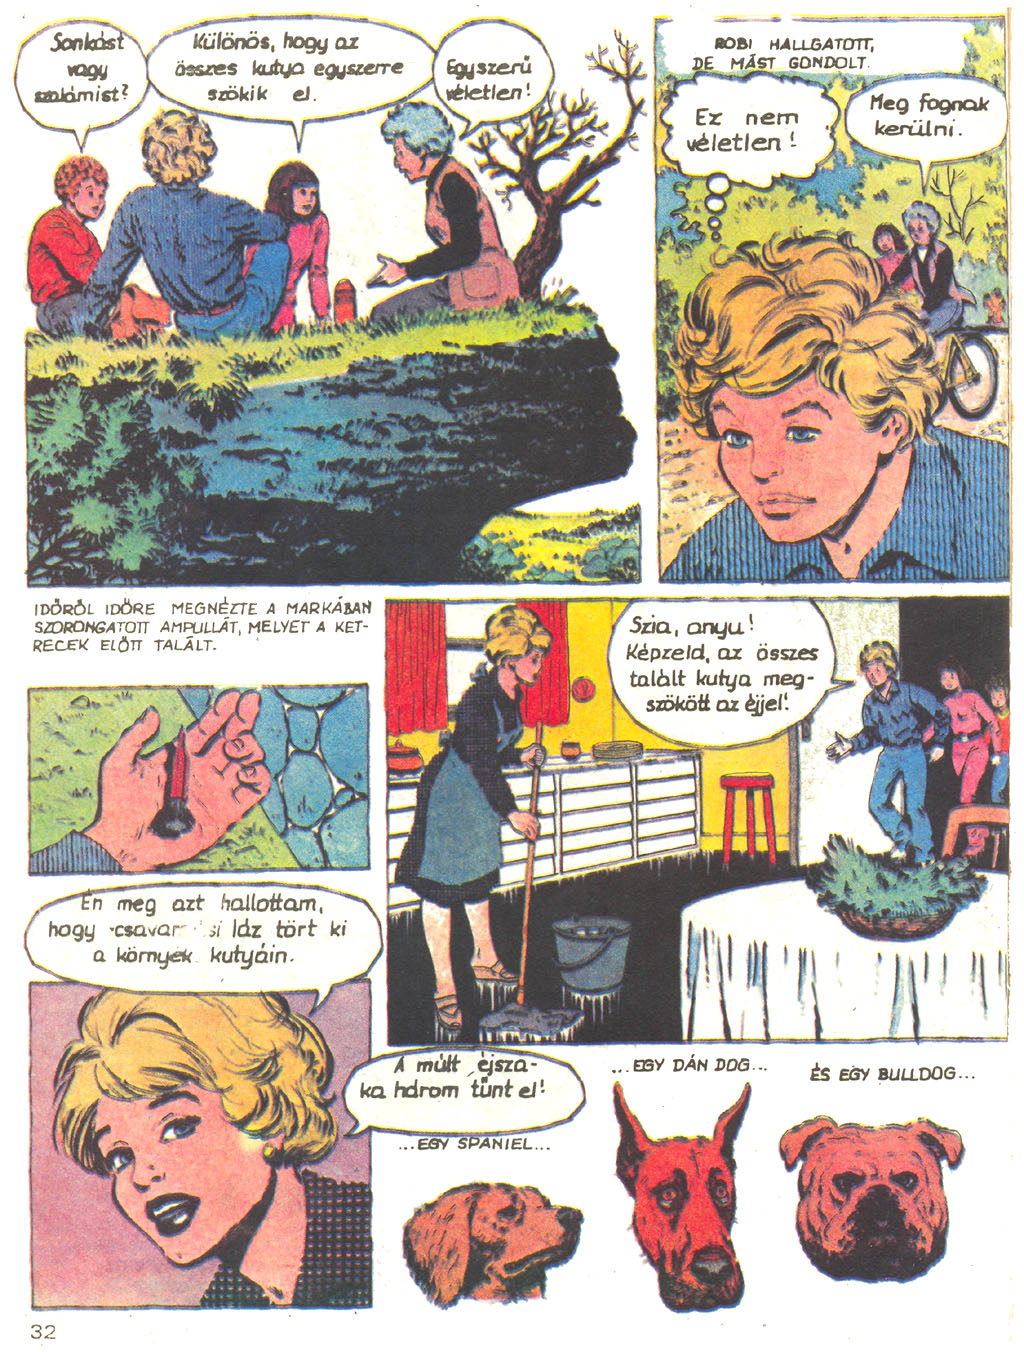 Sonkást
vagy
szalámist?
Különös, hogy az
összes kutya egyszerre
szökik el.
Egyszerű
véletlen!
ROBI HALLGATOTT,
DE MÁST GONDOLT.
Ez nem
véletlen!
Meg fognak
kerülni.
IDŐRŐL IDŐRE MEGNÉZTE A MARKÁBAN
SZORONGATOTT AMPULLÁT, MELYET A KET-
RECEK ELŐTT TALÁLT.
Szia, anyu!
Képzeld, az összes
talált kutya meg-
szökött az éjjel!
Én meg azt hallottam,
hogy láz tört ki
a környék kutyáin.
A múlt éjsza-
ka három tűnt el!
...EGY SPANIEL...
...EGY DÁN DOG...
ÉS EGY BULLDOG...
32